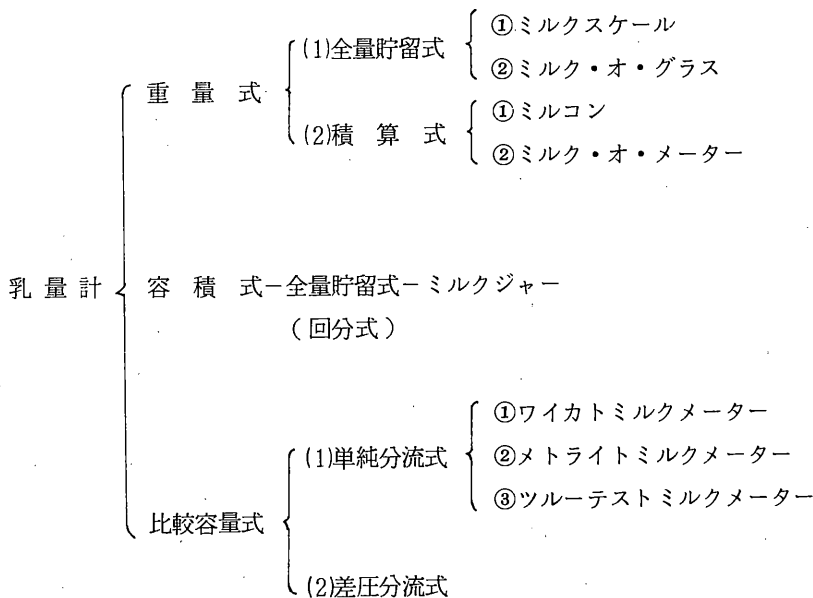 ①ミルクスケール
(1)全量貯留式
②ミルク・オ・グラス
重量式
①ミルコン
(2)積算式
②ミルク・オ・メーター
乳量計
容積式-全量貯留式-ミルクジャー
(回分式)
①ワイカトミルクメーター
(1)単純分流式
②メトライトミルクメーター
③ツルーテストミルクメーター
比較容量式
(2)差圧分流式